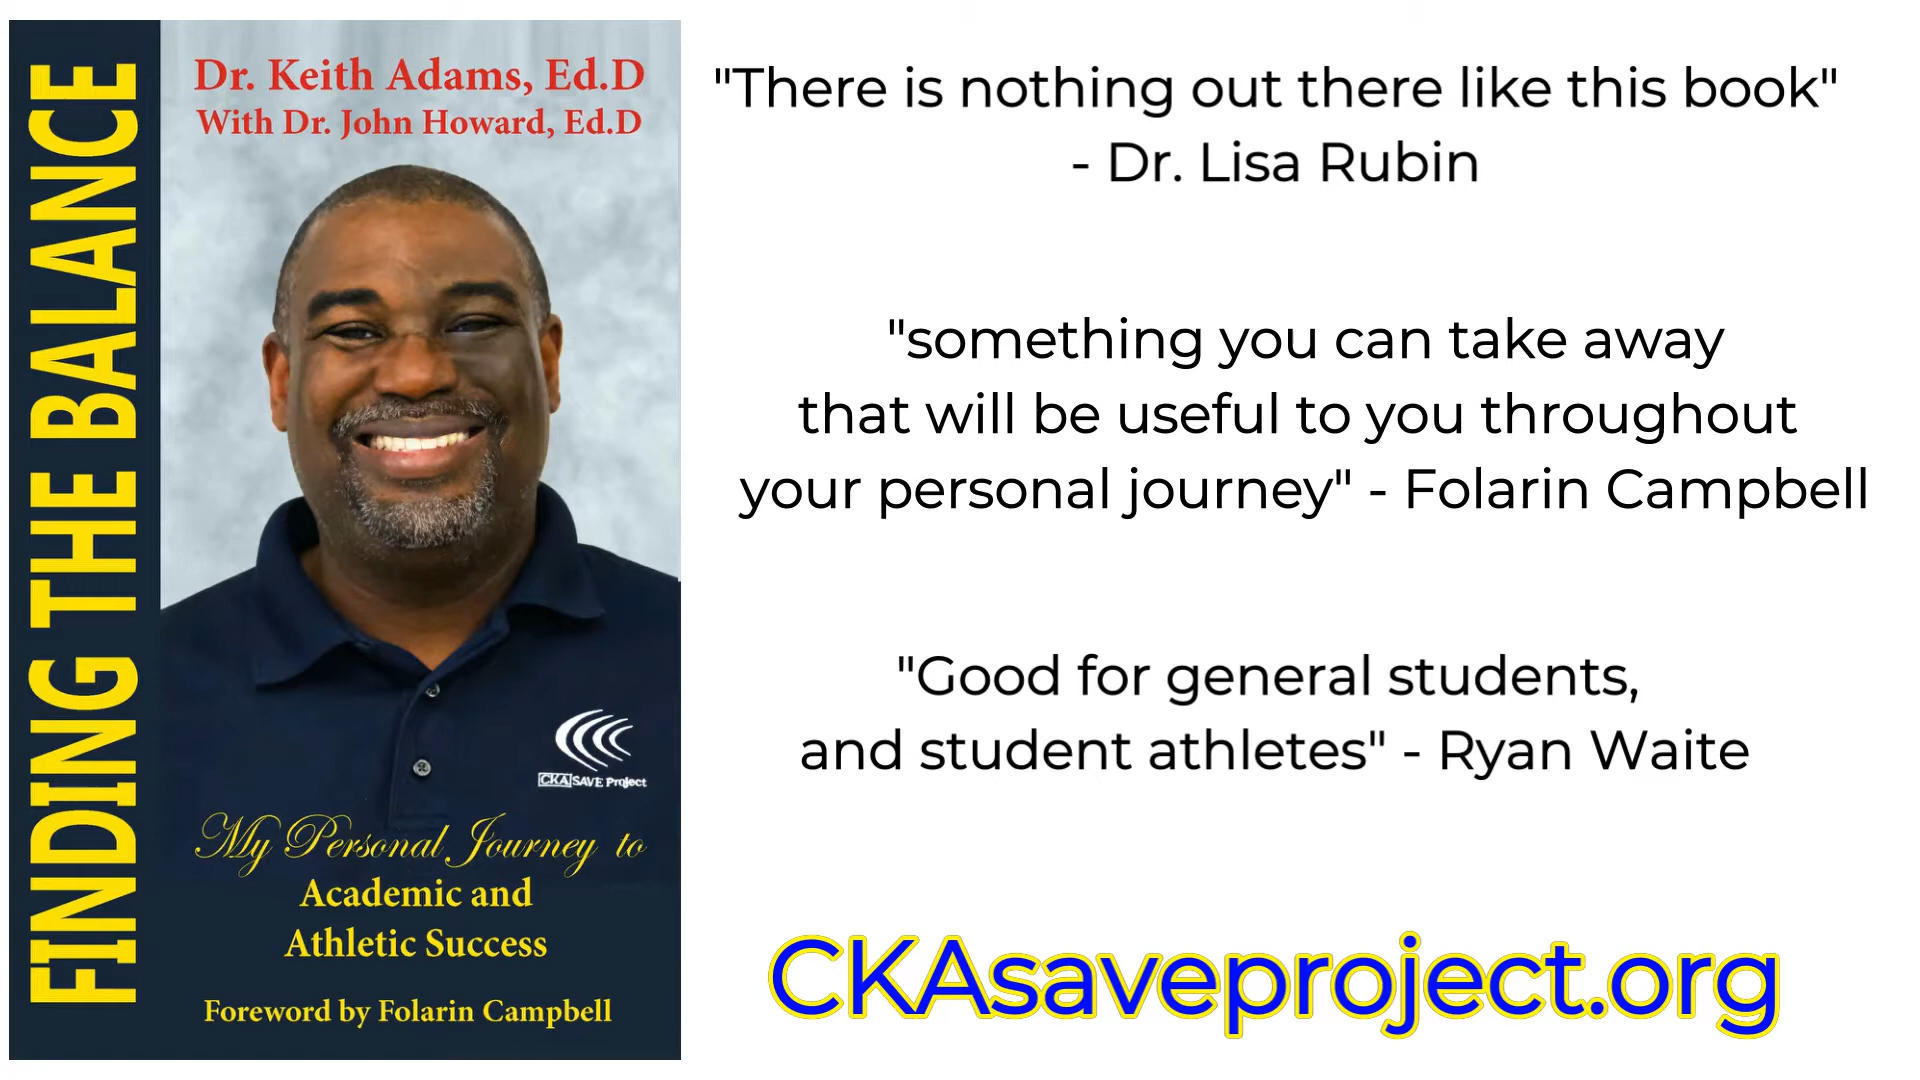 FINDING THE BALANCE
Dr. Keith Adams, Ed.D
With Dr. John Howard, Ed.D
CKA SAVE Project
My Personal Journey to
Academic and
Athletic Success
Foreword by Folarin Campbell
"There is nothing out there like this book"
- Dr. Lisa Rubin
"something you can take away
that will be useful to you throughout
your personal journey" - Folarin Campbell
"Good for general students,
and student athletes" - Ryan Waite
CKAsaveproject.org